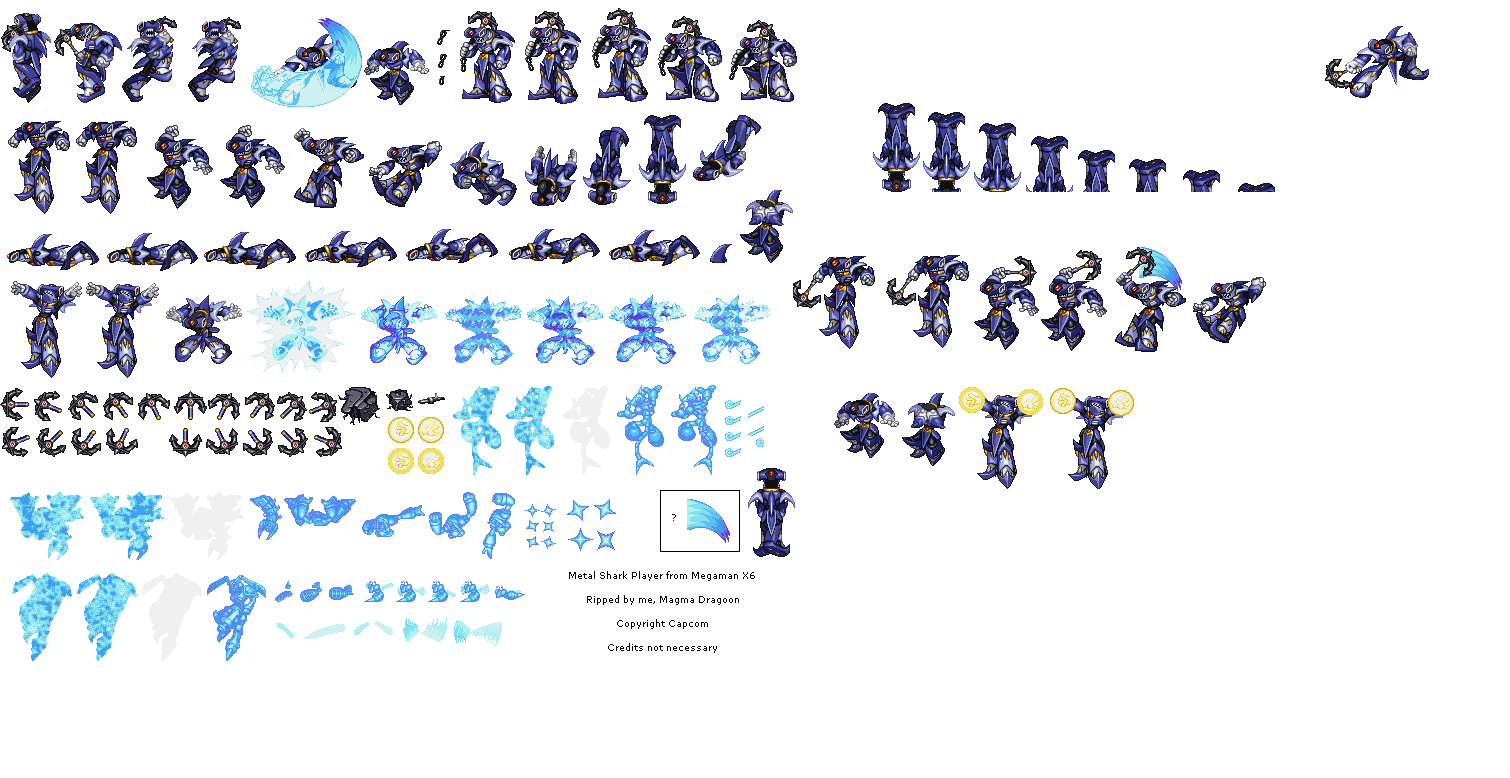 ?
Metal Shark Player from Megaman X6
Ripped by me, Magma Dragoon
Copyright Capcom
Credits not necessary